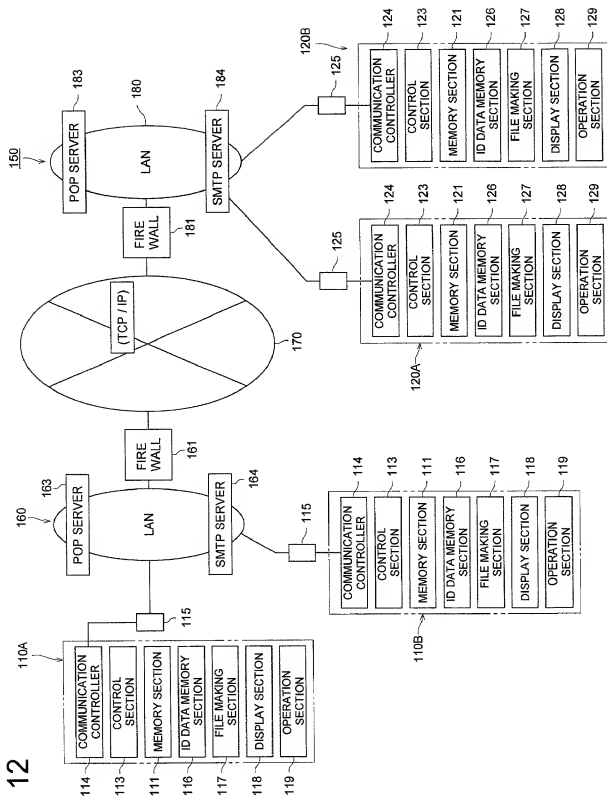 12
150
POP SERVER
183
LAN
180
SMTP SERVER
184
FIRE
WALL
181
(TCP / IP)
170
FIRE
WALL
161
160
POP SERVER
163
LAN
SMTP SERVER
164
110A
115
COMMUNICATION
CONTROLLER
114
CONTROL
SECTION
113
MEMORY SECTION
111
ID DATA MEMORY
SECTION
116
FILE MAKING
SECTION
117
DISPLAY SECTION
118
OPERATION
SECTION
119
110B
115
COMMUNICATION
CONTROLLER
114
CONTROL
SECTION
113
MEMORY SECTION
111
ID DATA MEMORY
SECTION
116
FILE MAKING
SECTION
117
DISPLAY SECTION
118
OPERATION
SECTION
119
120A
125
COMMUNICATION
CONTROLLER
124
CONTROL
SECTION
123
MEMORY SECTION
121
ID DATA MEMORY
SECTION
126
FILE MAKING
SECTION
127
DISPLAY SECTION
128
OPERATION
SECTION
129
120B
125
COMMUNICATION
CONTROLLER
124
CONTROL
SECTION
123
MEMORY SECTION
121
ID DATA MEMORY
SECTION
126
FILE MAKING
SECTION
127
DISPLAY SECTION
128
OPERATION
SECTION
129